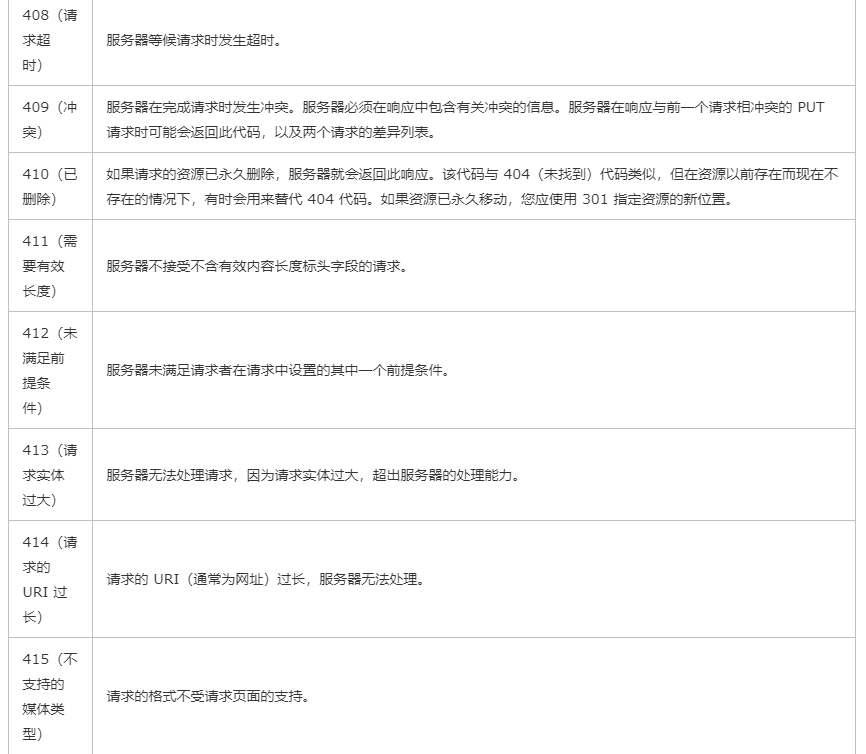 408（请
求超
时）
服务器等候请求时发生超时。
409（冲
突）
服务器在完成请求时发生冲突。服务器必须在响应中包含有关冲突的信息。服务器在响应与前一个请求相冲突的 PUT
请求时可能会返回此代码，以及两个请求的差异列表。
410（已
删除）
如果请求的资源已永久删除，服务器就会返回此响应。该代码与 404（未找到）代码类似，但在资源以前存在而现在不
存在的情况下，有时会用来替代 404 代码。如果资源已永久移动，您应使用 301 指定资源的新位置。
411（需
要有效
长度）
服务器不接受不含有效内容长度标头字段的请求。
412（未
满足前
提条
件）
服务器未满足请求者在请求中设置的其中一个前提条件。
413（请
求实体
过大）
服务器无法处理请求，因为请求实体过大，超出服务器的处理能力。
414（请
求的
URI 过
长）
请求的 URI（通常为网址）过长，服务器无法处理。
415（不
支持的
媒体类
型）
请求的格式不受请求页面的支持。